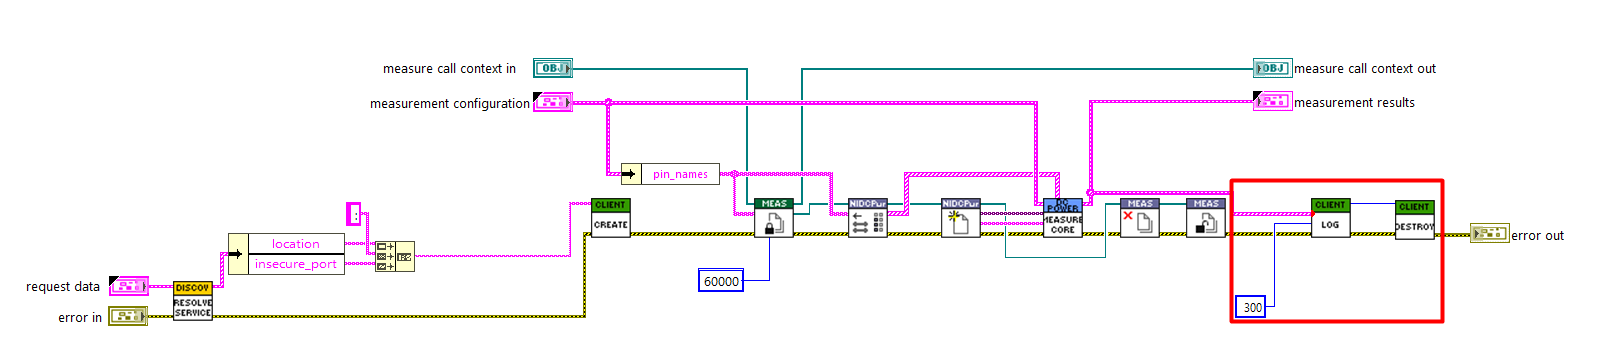 measure call context in
OBJ
OBJ
measure call context out
measurement configuration
measurement results
pin_names
CLIENT
CREATE
MEAS
NIDCPur
NIDCPur
DC POWER
MEASURE
CORE
MEAS
MEAS
CLIENT
LOG
CLIENT
DESTROY
error out
location
insecure_port
:
60000
300
request data
DISCOV
RESOLVE
SERVICE
error in